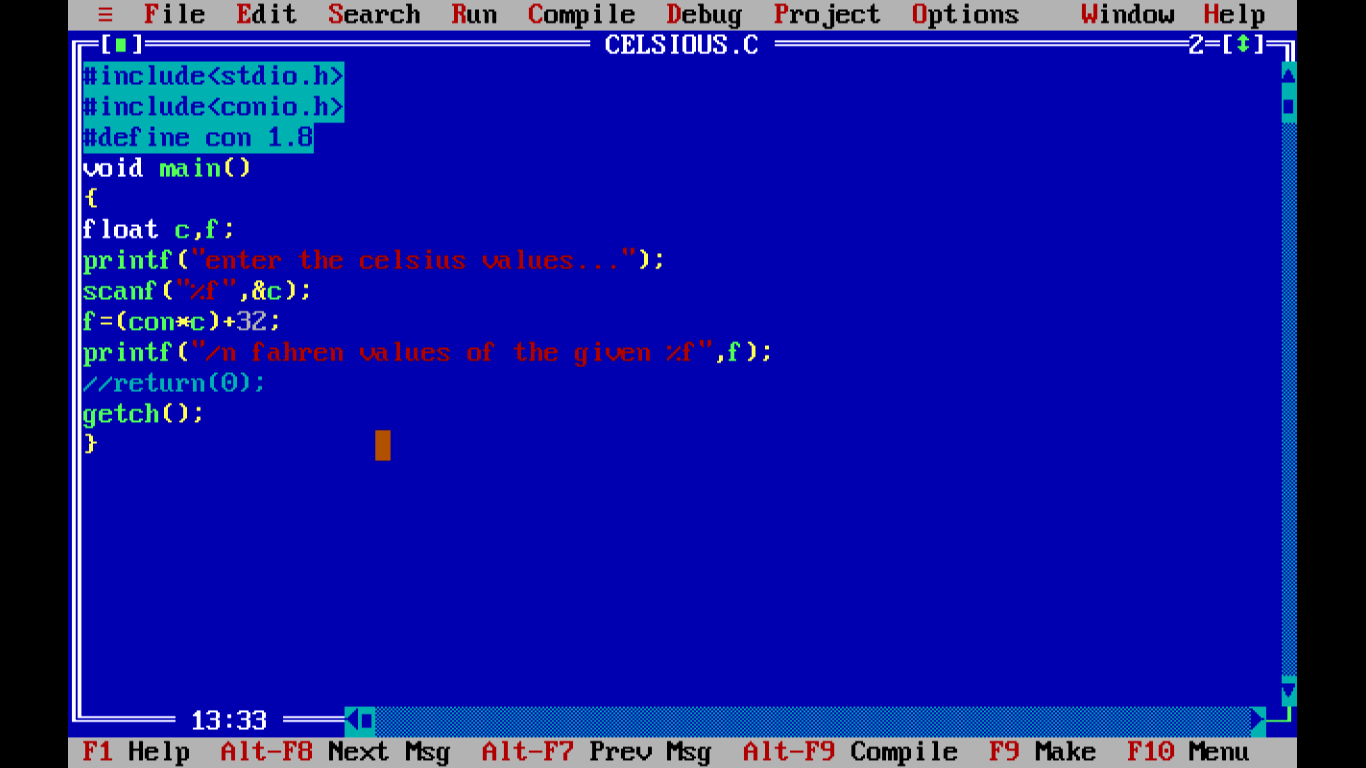 ≡ File Edit Search Run Compile Debug Project Options Window Help
[■] CELSIOUS.C 2=[↕]
#include<stdio.h>
#include<conio.h>
#define con 1.8
void main()
{
float c,f;
printf("enter the celsius values...");
scanf("%f",&c);
f=(con*c)+32;
printf("/n fahren values of the given %f",f);
//return(0);
getch();
}
13:33
F1 Help Alt-F8 Next Msg Alt-F7 Prev Msg Alt-F9 Compile F9 Make F10 Menu